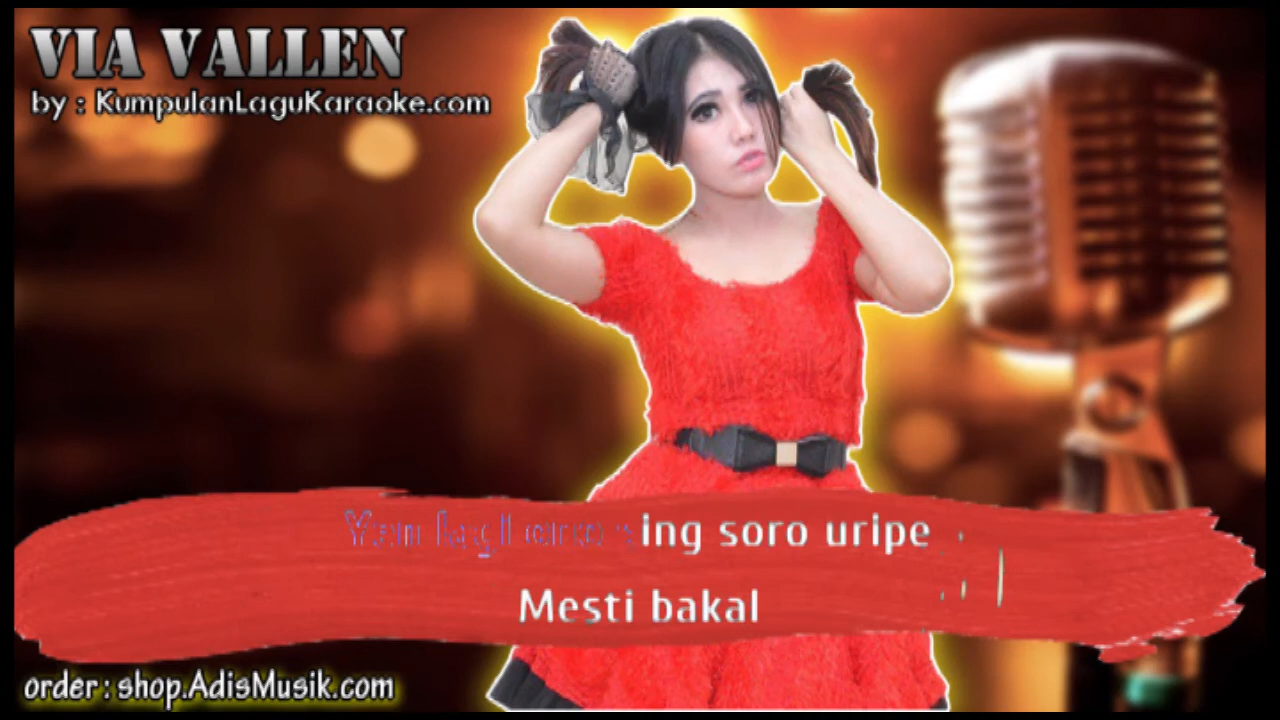 VIA VALLEN
by : KumpulanLaguKaraoke.com
ing soro uripe
Mesti bakal
order : shop.AdisMusik.com